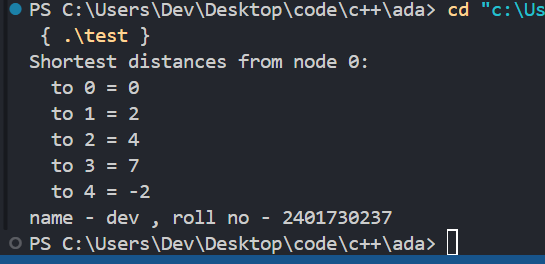 PS C:\Users\Dev\Desktop\code\c++\ada> cd "c:\Us
{ .\test }
Shortest distances from node 0:
to 0 = 0
to 1 = 2
to 2 = 4
to 3 = 7
to 4 = -2
name - dev , roll no - 2401730237
PS C:\Users\Dev\Desktop\code\c++\ada>